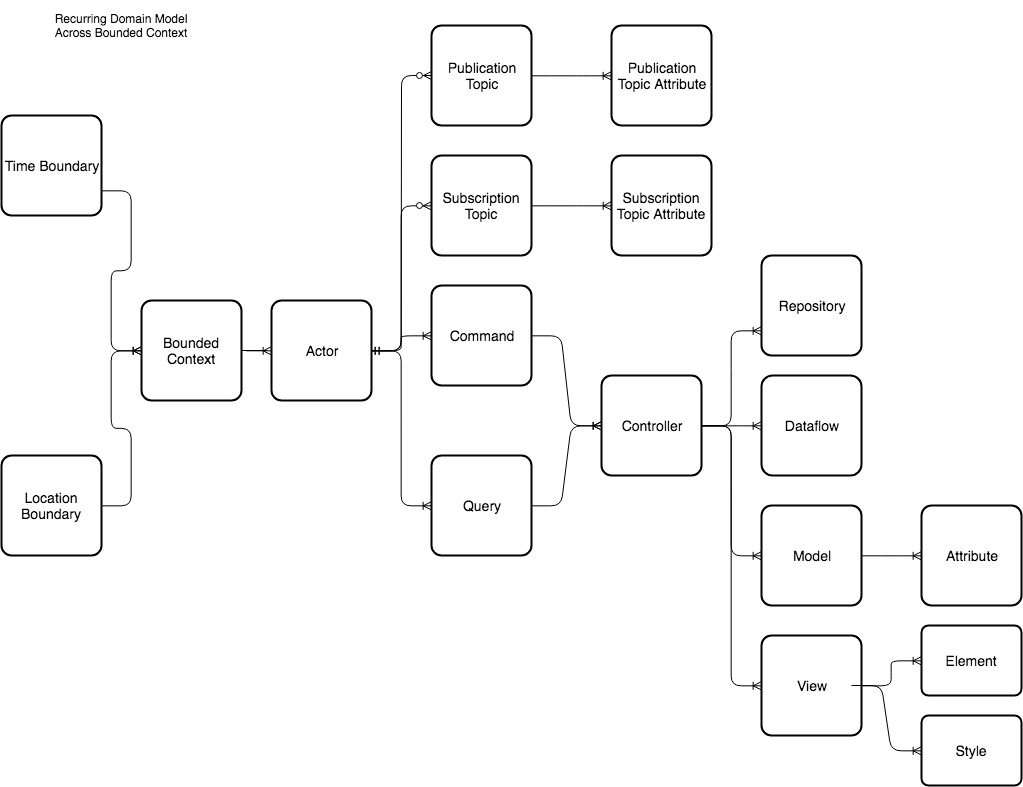 Recurring Domain Model
Across Bounded Context
Publication
Topic
Publication
Topic Attribute
Time Boundary
Subscription
Topic
Subscription
Topic Attribute
Repository
Bounded
Context
Actor
Command
Controller
Dataflow
Location
Boundary
Query
Model
Attribute
View
Element
Style